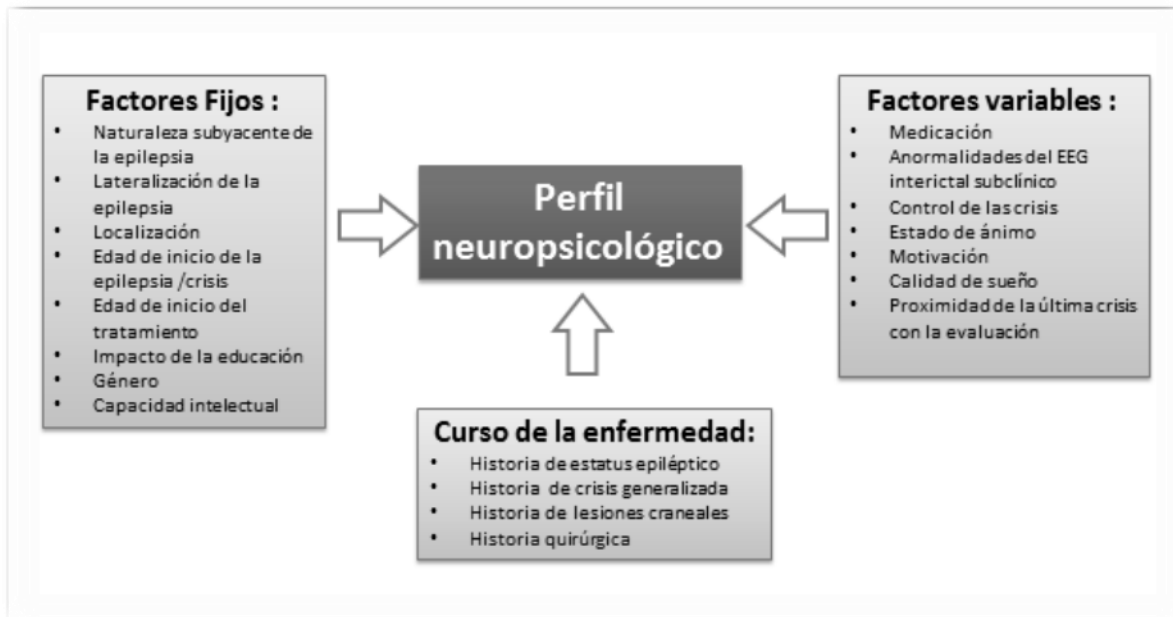 Factores Fijos :
• Naturaleza subyacente de
la epilepsia
• Lateralización de la
epilepsia
• Localización
• Edad de inicio de la
epilepsia /crisis
• Edad de inicio del
tratamiento
• Impacto de la educación
• Género
• Capacidad intelectual
Perfil
neuropsicológico
Factores variables :
• Medicación
• Anormalidades del EEG
interictal subclínico
• Control de las crisis
• Estado de ánimo
• Motivación
• Calidad de sueño
• Proximidad de la última crisis
con la evaluación
Curso de la enfermedad:
• Historia de estatus epiléptico
• Historia de crisis generalizada
• Historia de lesiones craneales
• Historia quirúrgica